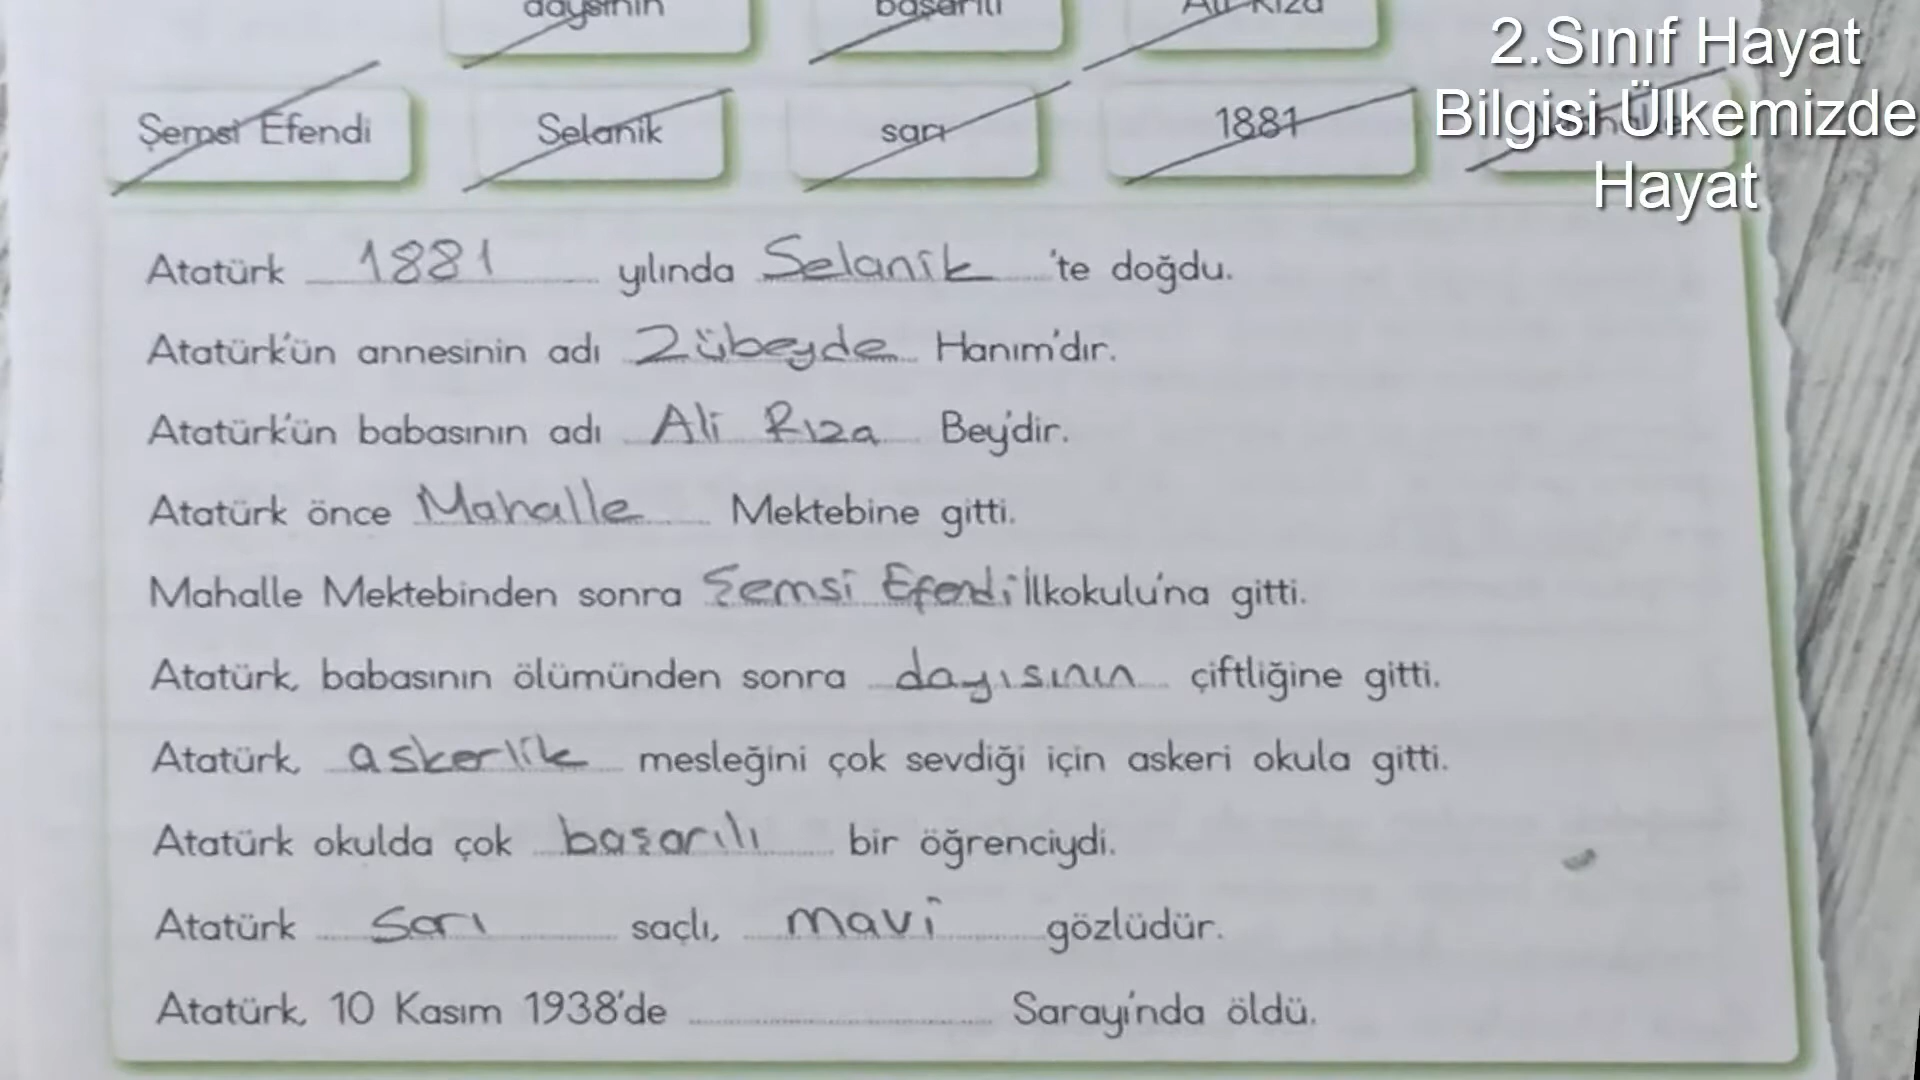 dayısının başarılı Ali Rıza
2.Sınıf Hayat
Bilgisi Ülkemizde
Hayat
Şemsi Efendi Selanik sarı 1881
Atatürk 1881 yılında Selanik 'te doğdu.
Atatürk'ün annesinin adı Zübeyde Hanım'dır.
Atatürk'ün babasının adı Ali Rıza Bey'dir.
Atatürk önce Mahalle Mektebine gitti.
Mahalle Mektebinden sonra Şemsi Efendi İlkokulu'na gitti.
Atatürk, babasının ölümünden sonra dayısının çiftliğine gitti.
Atatürk, askerlik mesleğini çok sevdiği için askeri okula gitti.
Atatürk okulda çok başarılı bir öğrenciydi.
Atatürk sarı saçlı, mavi gözlüdür.
Atatürk, 10 Kasım 1938'de Sarayı'nda öldü.